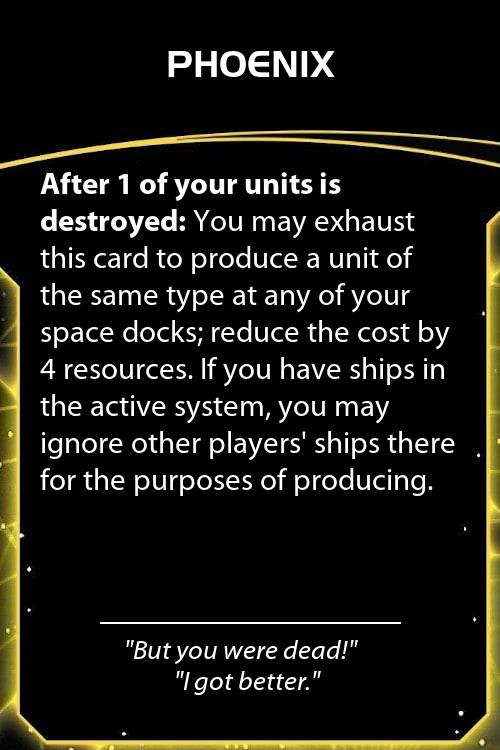 PHOENIX
After 1 of your units is
destroyed: You may exhaust
this card to produce a unit of
the same type at any of your
space docks; reduce the cost by
4 resources. If you have ships in
the active system, you may
ignore other players' ships there
for the purposes of producing.
"But you were dead!"
"I got better."